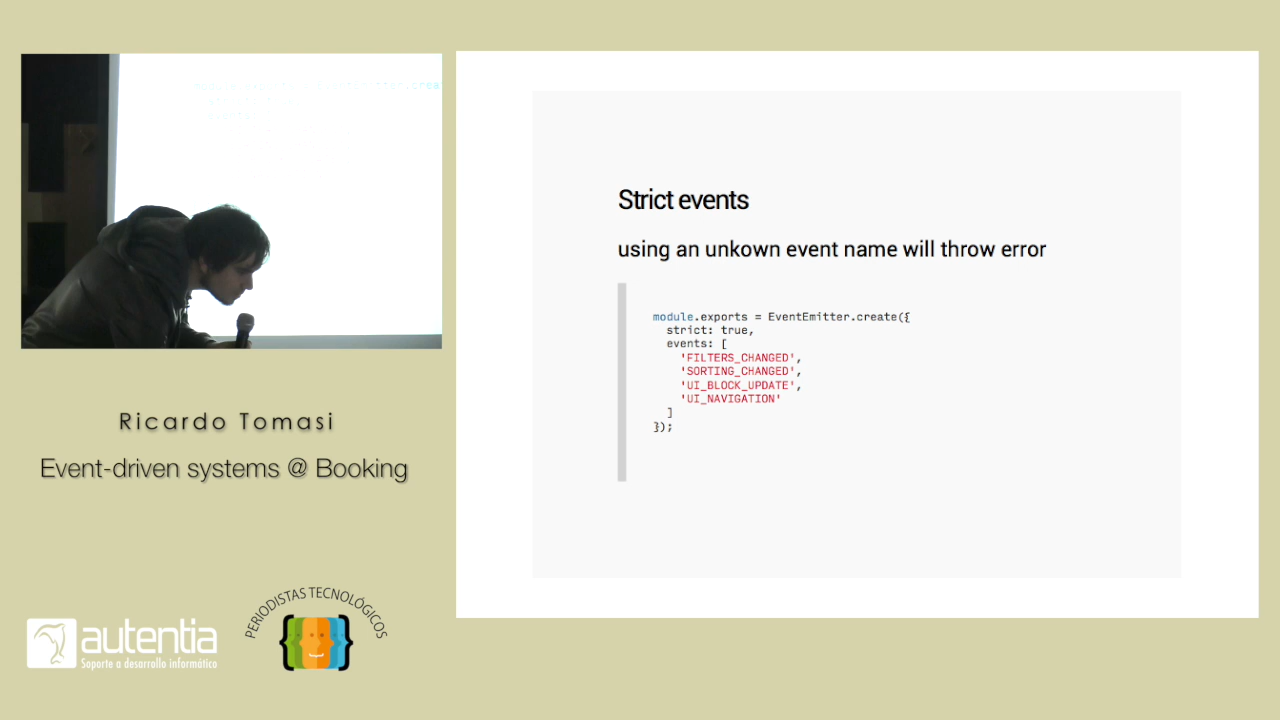 Strict events
using an unkown event name will throw error
module.exports = EventEmitter.create({
  strict: true,
  events: [
    'FILTERS_CHANGED',
    'SORTING_CHANGED',
    'UI_BLOCK_UPDATE',
    'UI_NAVIGATION'
  ]
});
Ricardo Tomasi
Event-driven systems @ Booking
autentia
Soporte a desarrollo informático
PERIODISTAS TECNOLÓGICOS